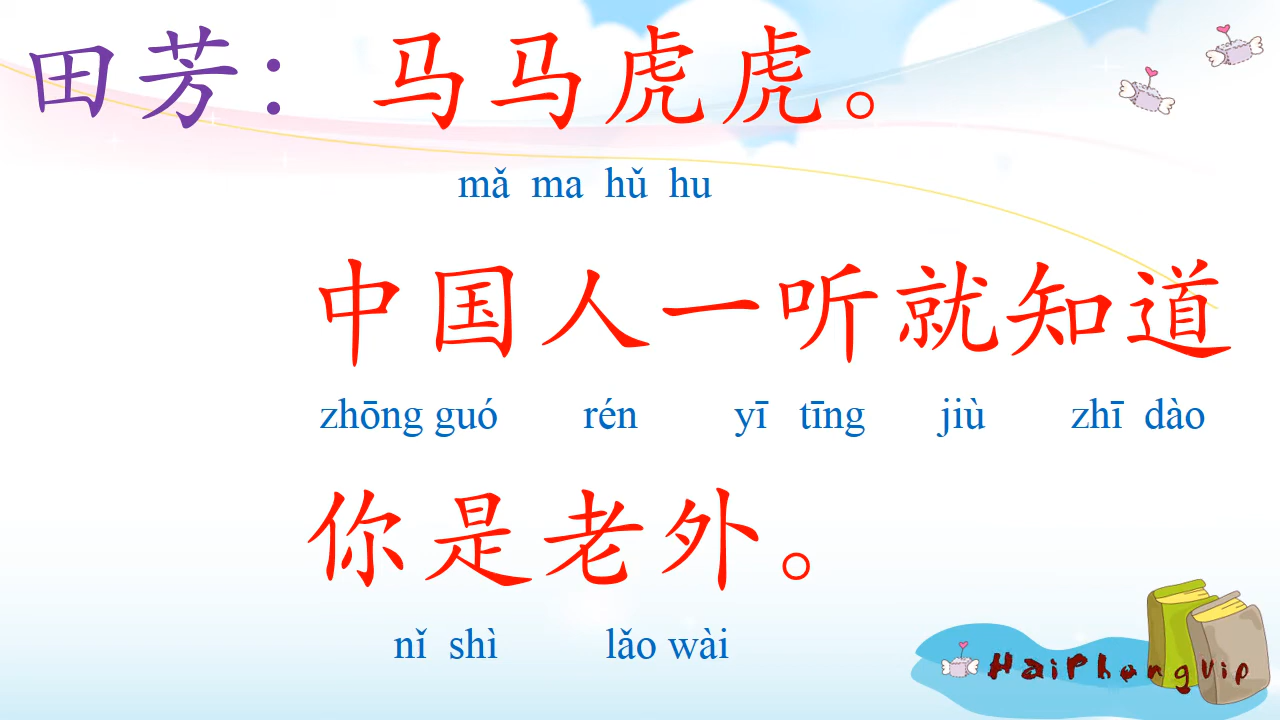 田芳：马马虎虎。
mǎ ma hǔ hu
中国人一听就知道
zhōng guó rén yī tīng jiù zhī dào
你是老外。
nǐ shì lǎo wài
HaiPhongVip